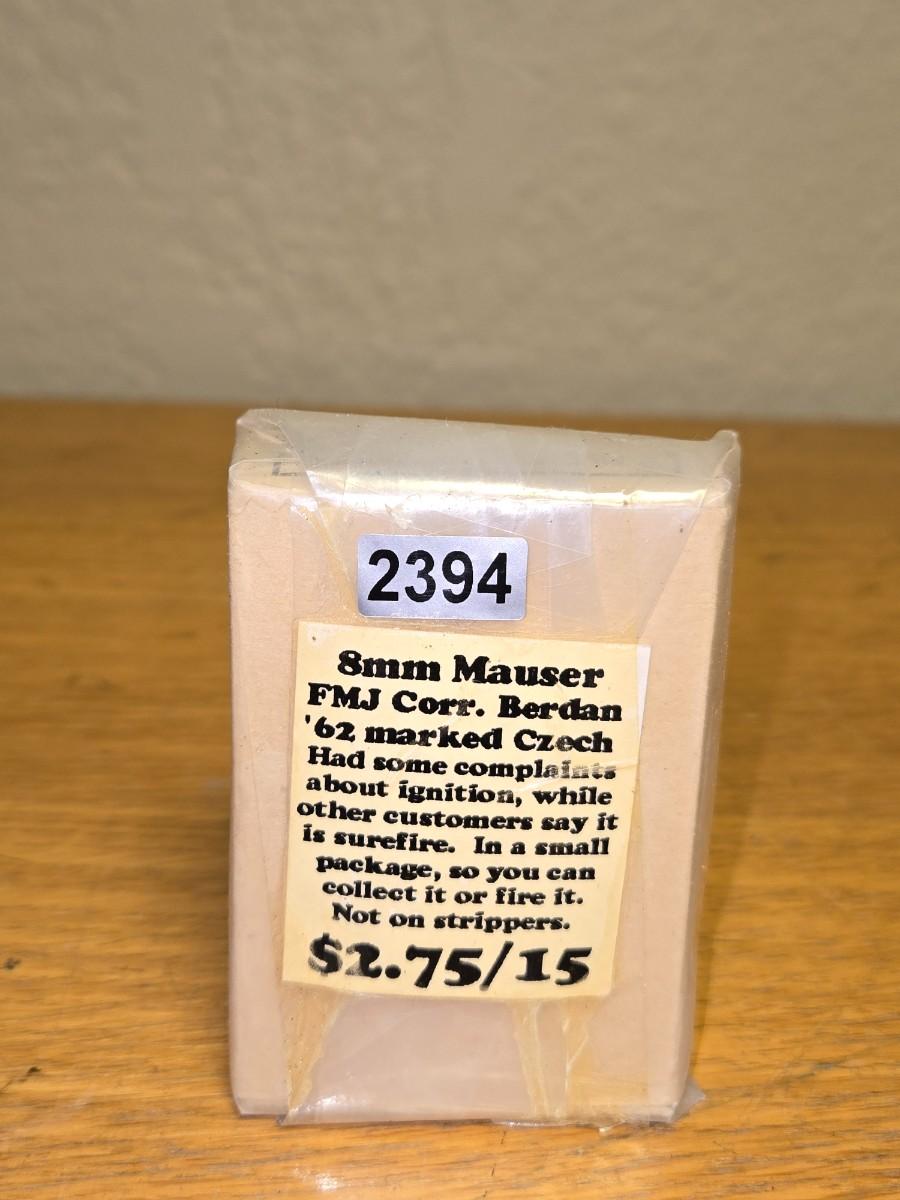 2394
8mm Mauser
FMJ Corr. Berdan
'62 marked Czech
Had some complaints
about ignition, while
other customers say it
is surefire. In a small
package, so you can
collect it or fire it.
Not on strippers.
$2.75/15